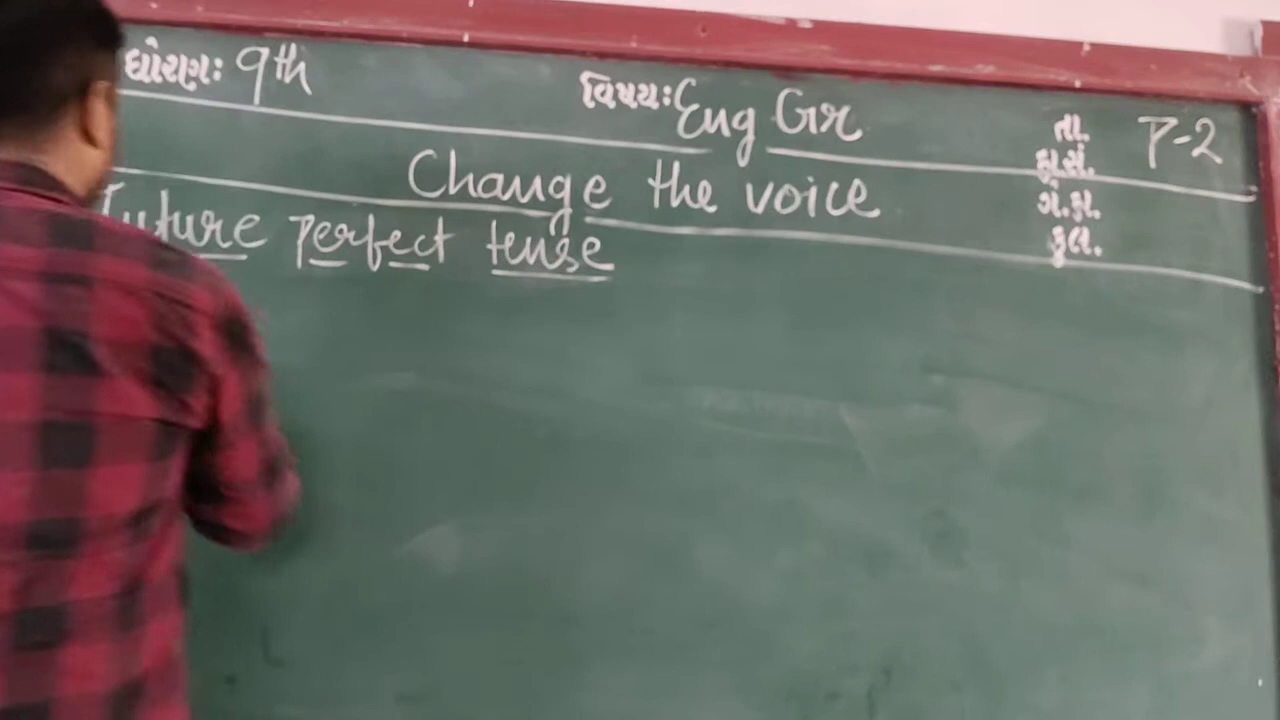 ધોરણ: 9th
વિષય: Eng Gr
તા. P-2
હા.સં.
ગે.હા.
કુલ.
Change the voice
Future Perfect tense